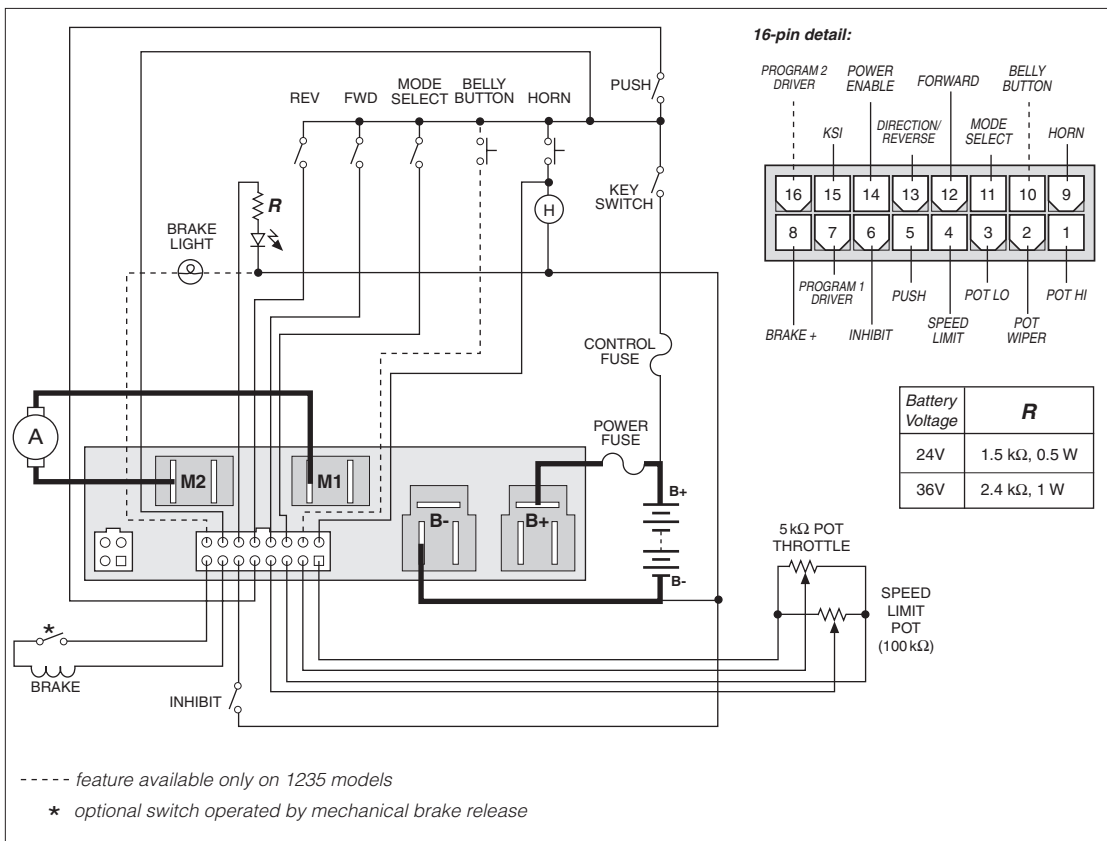 16-pin detail:
PROGRAM 2
DRIVER
POWER
ENABLE
FORWARD
BELLY
BUTTON
KSI
DIRECTION/
REVERSE
MODE
SELECT
HORN
16 15 14 13 12 11 10 9
8 7 6 5 4 3 2 1
PROGRAM 1
DRIVER
PUSH
POT LO
POT HI
BRAKE +
INHIBIT
SPEED
LIMIT
POT
WIPER
PUSH
REV
FWD
MODE
SELECT
BELLY
BUTTON
HORN
KEY
SWITCH
R
H
BRAKE
LIGHT
CONTROL
FUSE
POWER
FUSE
A
M2
M1
B-
B+
B+
B-
Battery
Voltage
R
24V
1.5 kΩ, 0.5 W
36V
2.4 kΩ, 1 W
5 kΩ POT
THROTTLE
SPEED
LIMIT
POT
(100 kΩ)
*
BRAKE
INHIBIT
----- feature available only on 1235 models
* optional switch operated by mechanical brake release